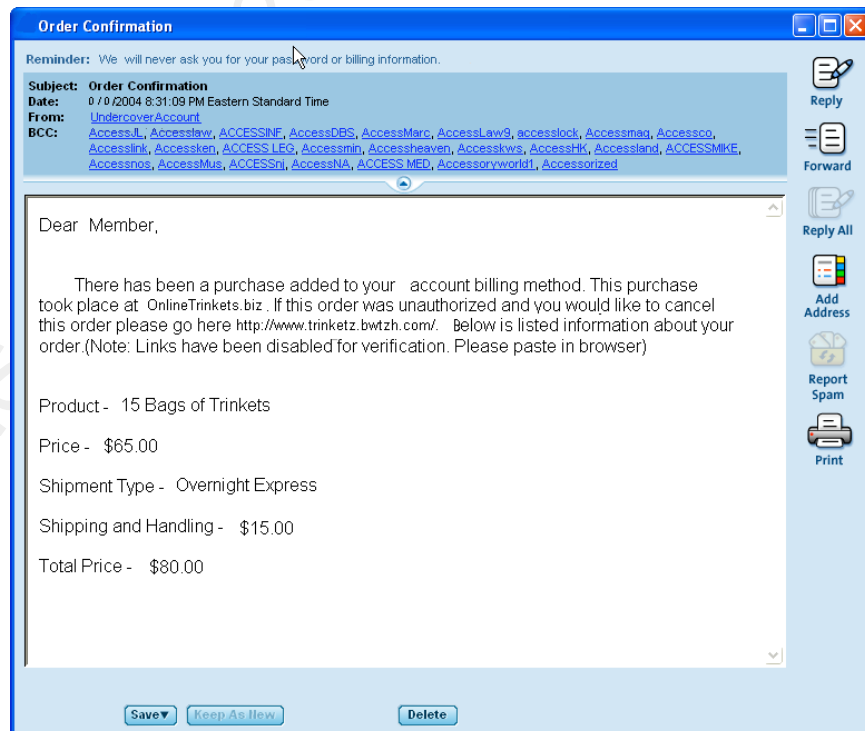 Order Confirmation
Reminder: We will never ask you for your password or billing information.
Subject: Order Confirmation
Date: 0/0/2004 8:31:09 PM Eastern Standard Time
From: UndercoverAccount
BCC: AccessJL, Accesslaw, ACCESSINF, AccessDBS, AccessMarc, AccessLaw9, accesslock, Accessmag, Accessco,
Accesslink, Accessken, ACCESS LEG, Accessmin, Accessheaven, Accesskws, AccessHK, Accessland, ACCESSMIKE,
Accessnos, AccessMus, ACCESSnj, AccessNA, ACCESS MED, Accessoryworld1, Accessorized
Reply
Forward
Reply All
Add
Address
Report
Spam
Print
Dear Member,
There has been a purchase added to your account billing method. This purchase
took place at OnlineTrinkets.biz . If this order was unauthorized and you would like to cancel
this order please go here http://www.trinketz.bwtzh.com/. Below is listed information about your
order.(Note: Links have been disabled for verification. Please paste in browser)
Product - 15 Bags of Trinkets
Price - $65.00
Shipment Type - Overnight Express
Shipping and Handling - $15.00
Total Price - $80.00
Save Keep As New Delete